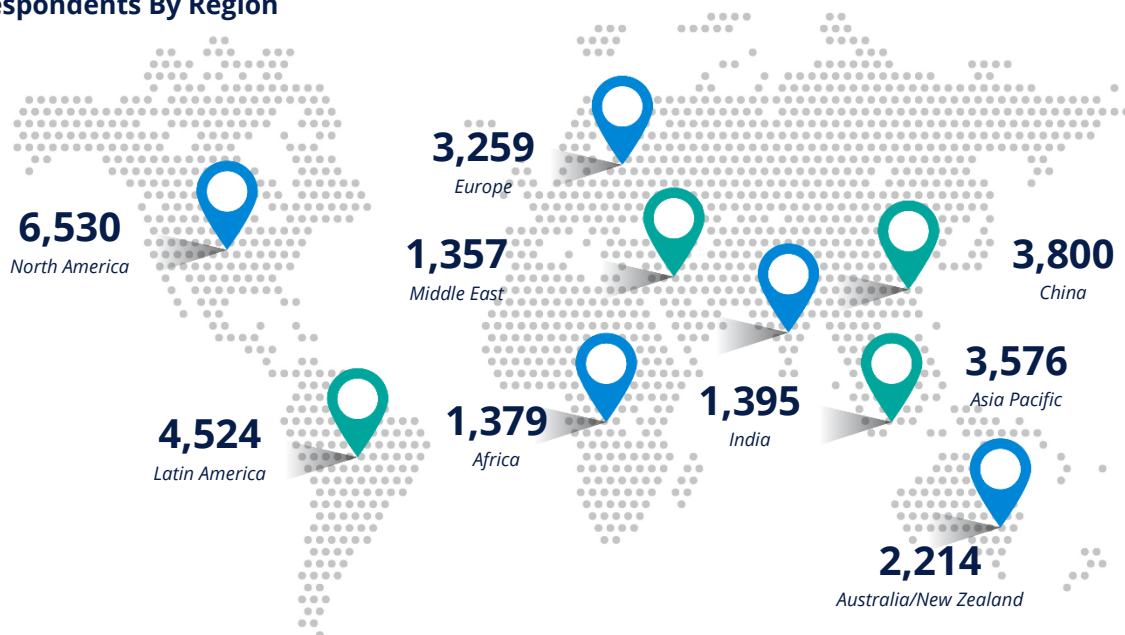 espondents By Region
3,259
Europe
6,530
North America
1,357
Middle East
3,800
China
3,576
Asia Pacific
1,395
India
1,379
Africa
4,524
Latin America
2,214
Australia/New Zealand